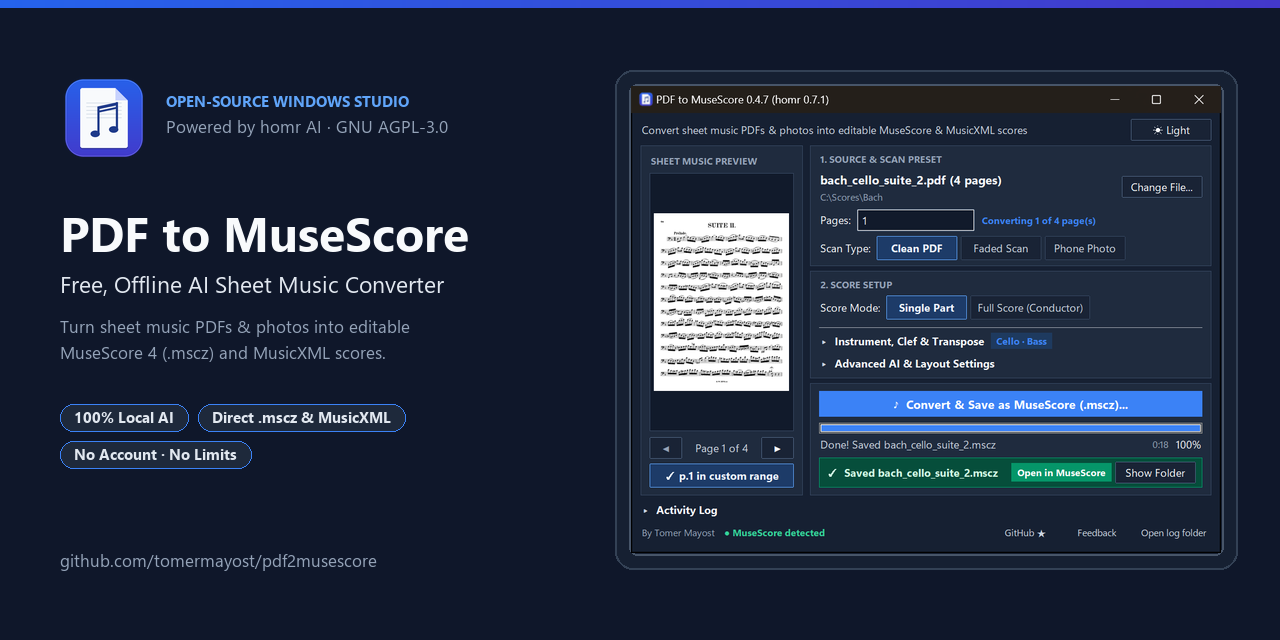 OPEN-SOURCE WINDOWS STUDIO
Powered by homr AI · GNU AGPL-3.0
PDF to MuseScore
Free, Offline AI Sheet Music Converter
Turn sheet music PDFs & photos into editable
MuseScore 4 (.mscz) and MusicXML scores.
100% Local AI
Direct .mscz & MusicXML
No Account · No Limits
github.com/tomermayost/pdf2musescore
PDF to MuseScore 0.4.7 (homr 0.7.1)
Convert sheet music PDFs & photos into editable MuseScore & MusicXML scores
☀ Light
SHEET MUSIC PREVIEW
SUITE II.
Prélude.
◄ Page 1 of 4 ►
✓ p.1 in custom range
1. SOURCE & SCAN PRESET
bach_cello_suite_2.pdf (4 pages)
C:\Scores\Bach
Change File...
Pages: 1 Converting 1 of 4 page(s)
Scan Type: Clean PDF Faded Scan Phone Photo
2. SCORE SETUP
Score Mode: Single Part Full Score (Conductor)
▸ Instrument, Clef & Transpose Cello · Bass
▸ Advanced AI & Layout Settings
♪ Convert & Save as MuseScore (.mscz)...
Done! Saved bach_cello_suite_2.mscz 0:18 100%
✓ Saved bach_cello_suite_2.mscz Open in MuseScore Show Folder
▸ Activity Log
By Tomer Mayost ● MuseScore detected GitHub ★ Feedback Open log folder